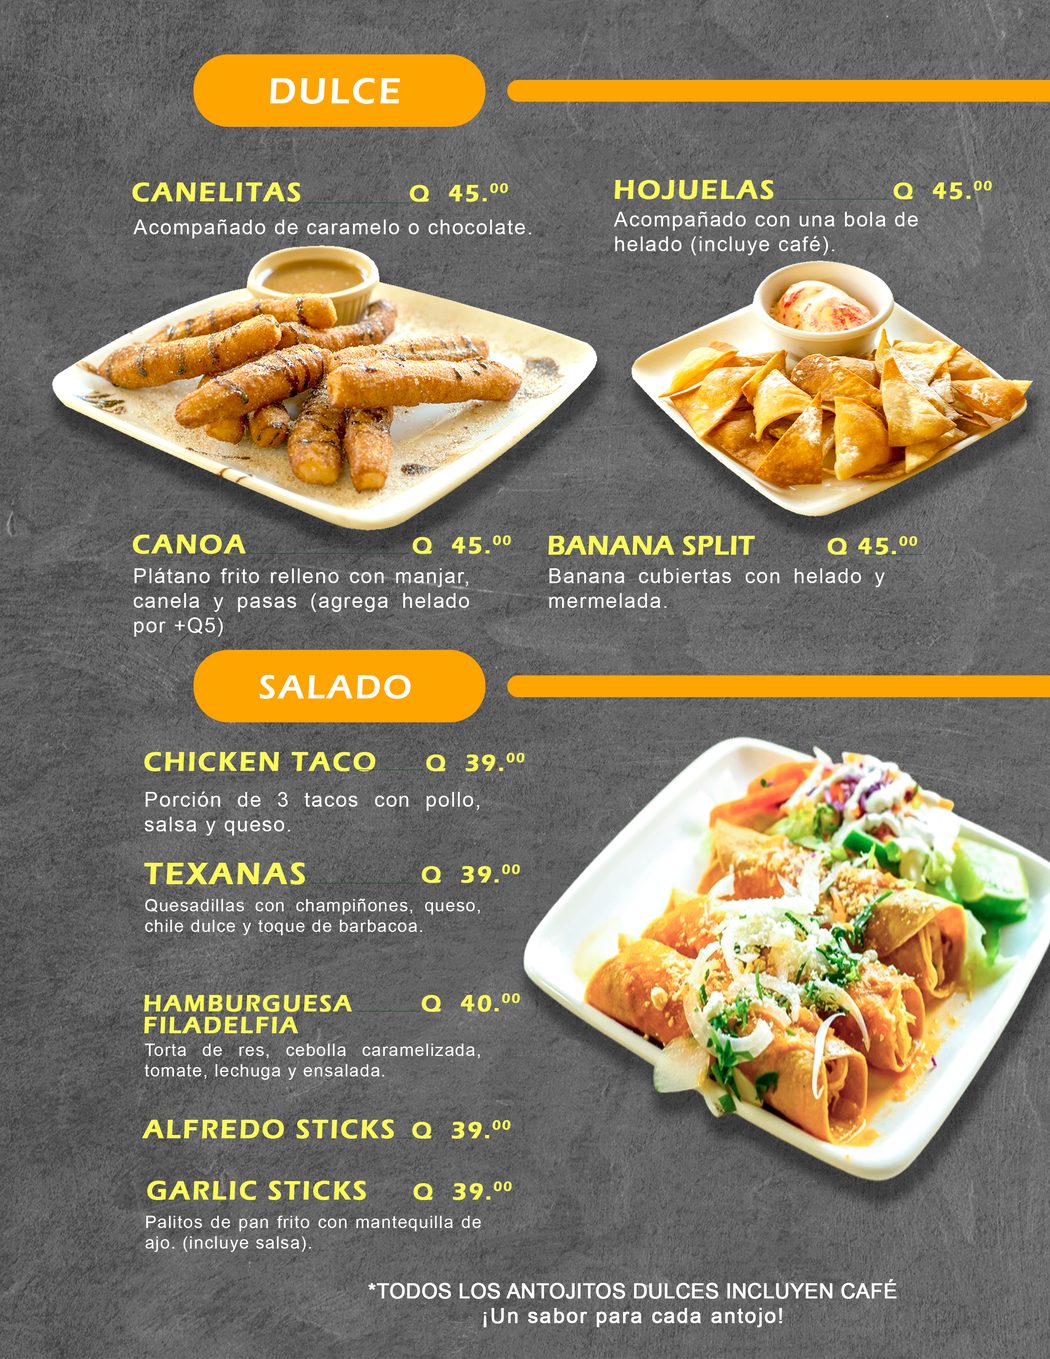 DULCE
CANELITAS Q 45.00
Acompañado de caramelo o chocolate.
HOJUELAS Q 45.00
Acompañado con una bola de
helado (incluye café).
CANOA Q 45.00
Plátano frito relleno con manjar,
canela y pasas (agrega helado
por +Q5)
BANANA SPLIT Q 45.00
Banana cubiertas con helado y
mermelada.
SALADO
CHICKEN TACO Q 39.00
Porción de 3 tacos con pollo,
salsa y queso.
TEXANAS Q 39.00
Quesadillas con champiñones, queso,
chile dulce y toque de barbacoa.
HAMBURGUESA Q 40.00
FILADELFIA
Torta de res, cebolla caramelizada,
tomate, lechuga y ensalada.
ALFREDO STICKS Q 39.00
GARLIC STICKS Q 39.00
Palitos de pan frito con mantequilla de
ajo. (incluye salsa).
*TODOS LOS ANTOJITOS DULCES INCLUYEN CAFÉ
¡Un sabor para cada antojo!